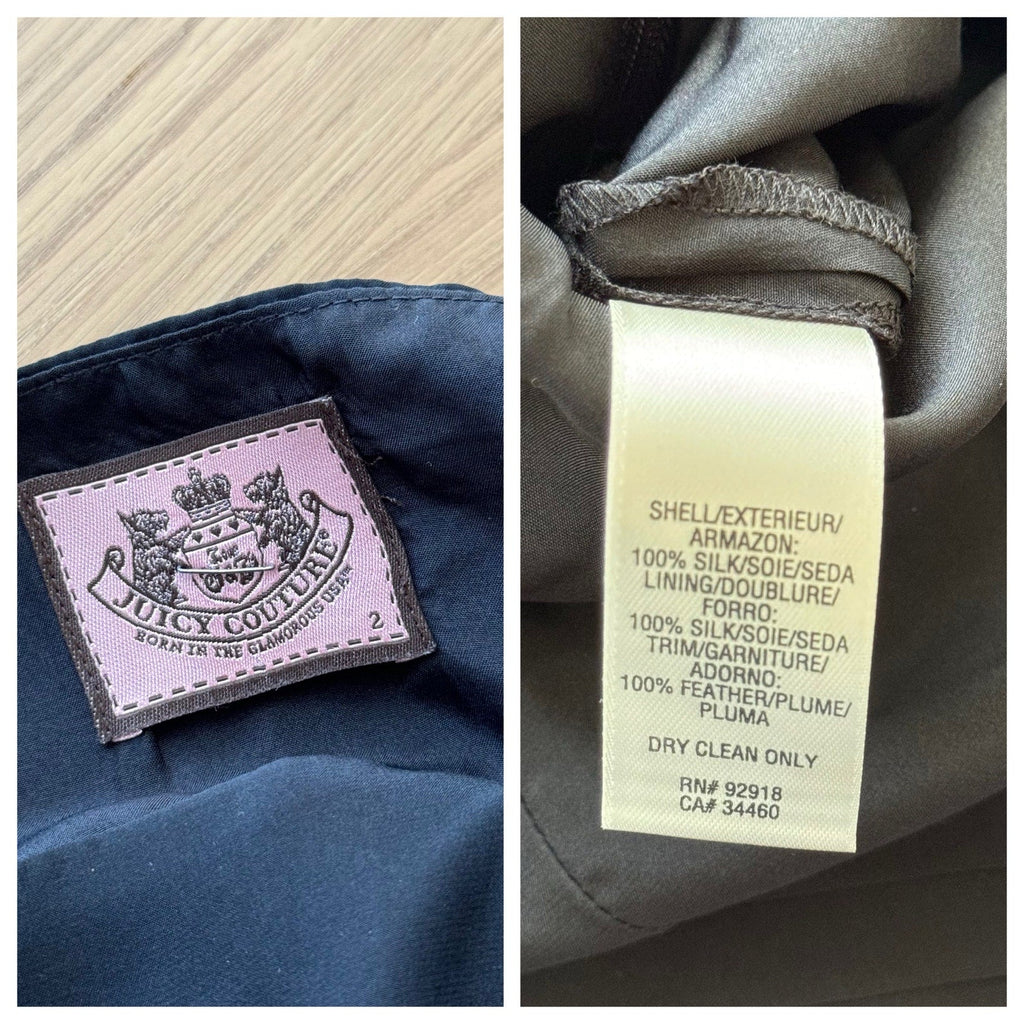 JUICY COUTURE®
BORN IN THE GLAMOROUS USA
2
SHELL/EXTERIEUR/
ARMAZON:
100% SILK/SOIE/SEDA
LINING/DOUBLURE/
FORRO:
100% SILK/SOIE/SEDA
TRIM/GARNITURE/
ADORNO:
100% FEATHER/PLUME/
PLUMA
DRY CLEAN ONLY
RN# 92918
CA# 34460